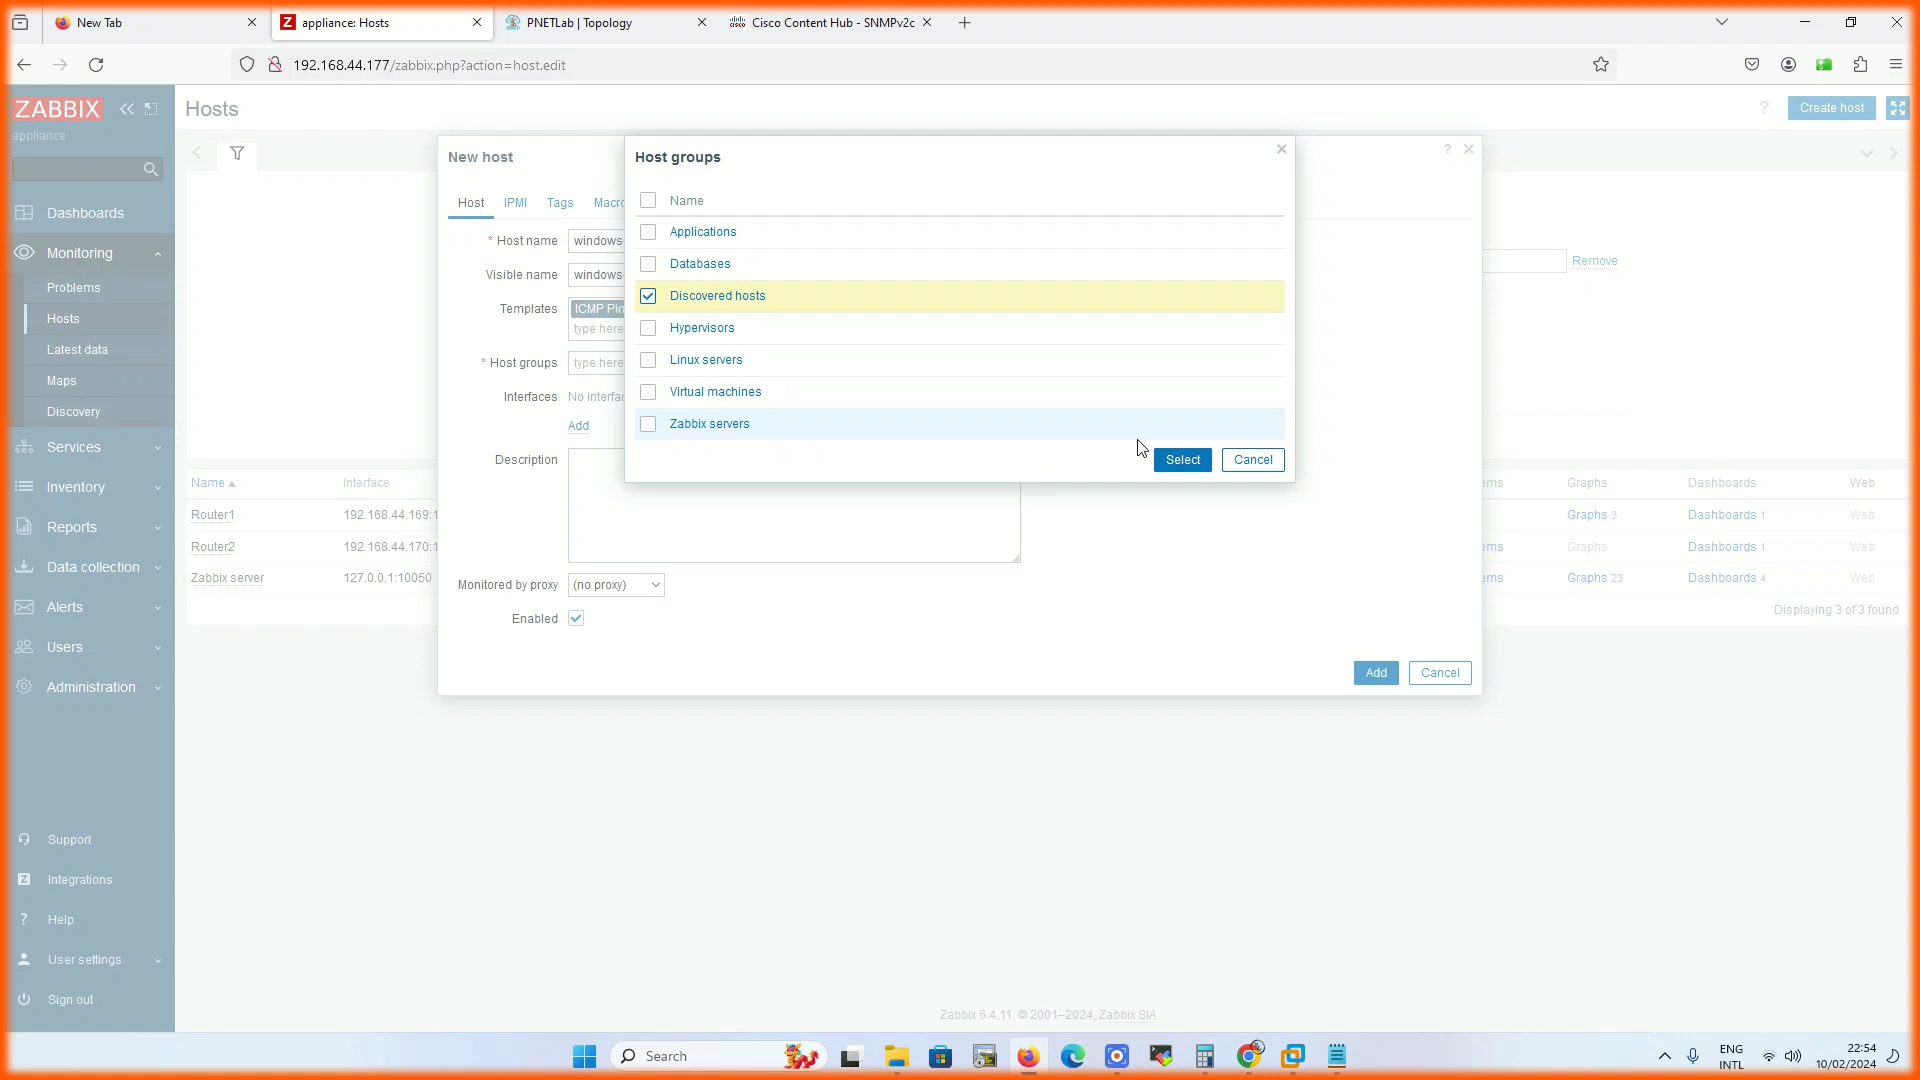 New Tab
Z appliance: Hosts
PNETLab | Topology
Cisco Content Hub - SNMPv2c
192.168.44.177/zabbix.php?action=host.edit
ZABBIX
appliance
Hosts
? Create host
Dashboards
Monitoring
Problems
Hosts
Latest data
Maps
Discovery
Services
Inventory
Reports
Data collection
Alerts
Users
Administration
Support
Z Integrations
? Help
User settings
Sign out
New host
?
Host IPMI Tags Macro
* Host name windows-
Visible name windows
Templates ICMP Pin
type here
* Host groups type here
Interfaces No interfac
Add
Description
Monitored by proxy (no proxy)
Enabled
Add Cancel
Host groups
Name
Applications
Databases
Discovered hosts
Hypervisors
Linux servers
Virtual machines
Zabbix servers
Select Cancel
Remove
Name Interface ms Graphs Dashboards Web
Router1 192.168.44.169:1 Graphs 3 Dashboards 1 Web
Router2 192.168.44.170:1 ems Graphs Dashboards 1 Web
Zabbix server 127.0.0.1:10050 ems Graphs 23 Dashboards 4 Web
Displaying 3 of 3 found
Zabbix 6.4.11. © 2001–2024, Zabbix SIA
Search
ENG
INTL
22:54
10/02/2024